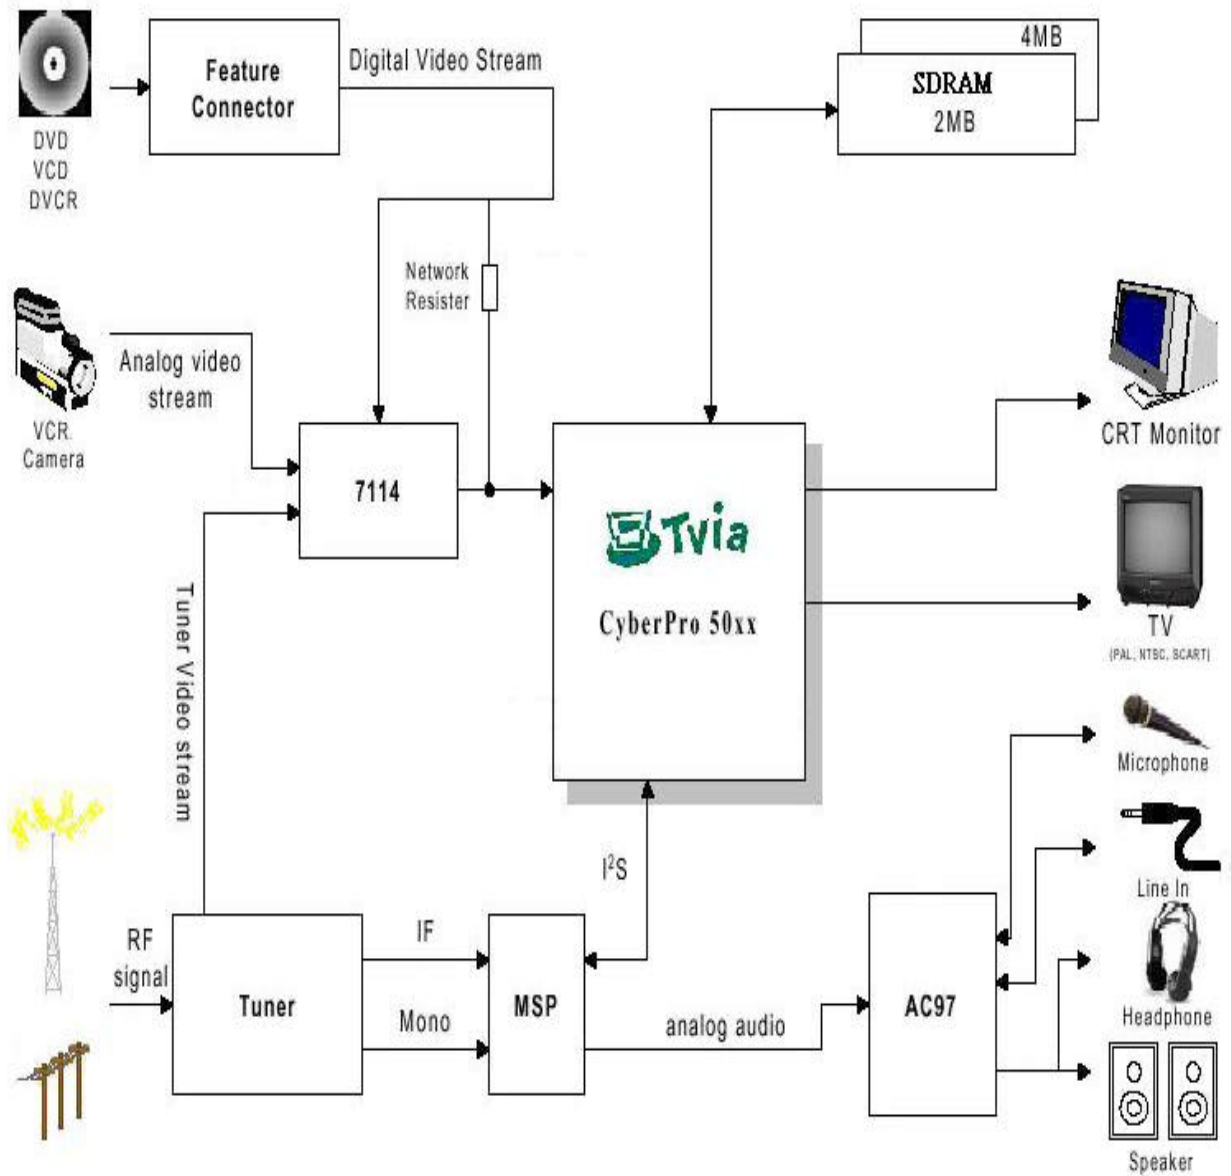 Feature
Connector
Digital Video Stream
4MB
SDRAM
2MB
DVD
VCD
DVCR
Network
Resister
Analog video
stream
VCR.
Camera
CRT Monitor
7114
Tvia
CyberPro 50xx
TV
(PAL, NTSC, SCART)
Tuner Video stream
Microphone
I²S
Line In
RF
signal
IF
Tuner
Mono
MSP
analog audio
AC97
Headphone
Speaker